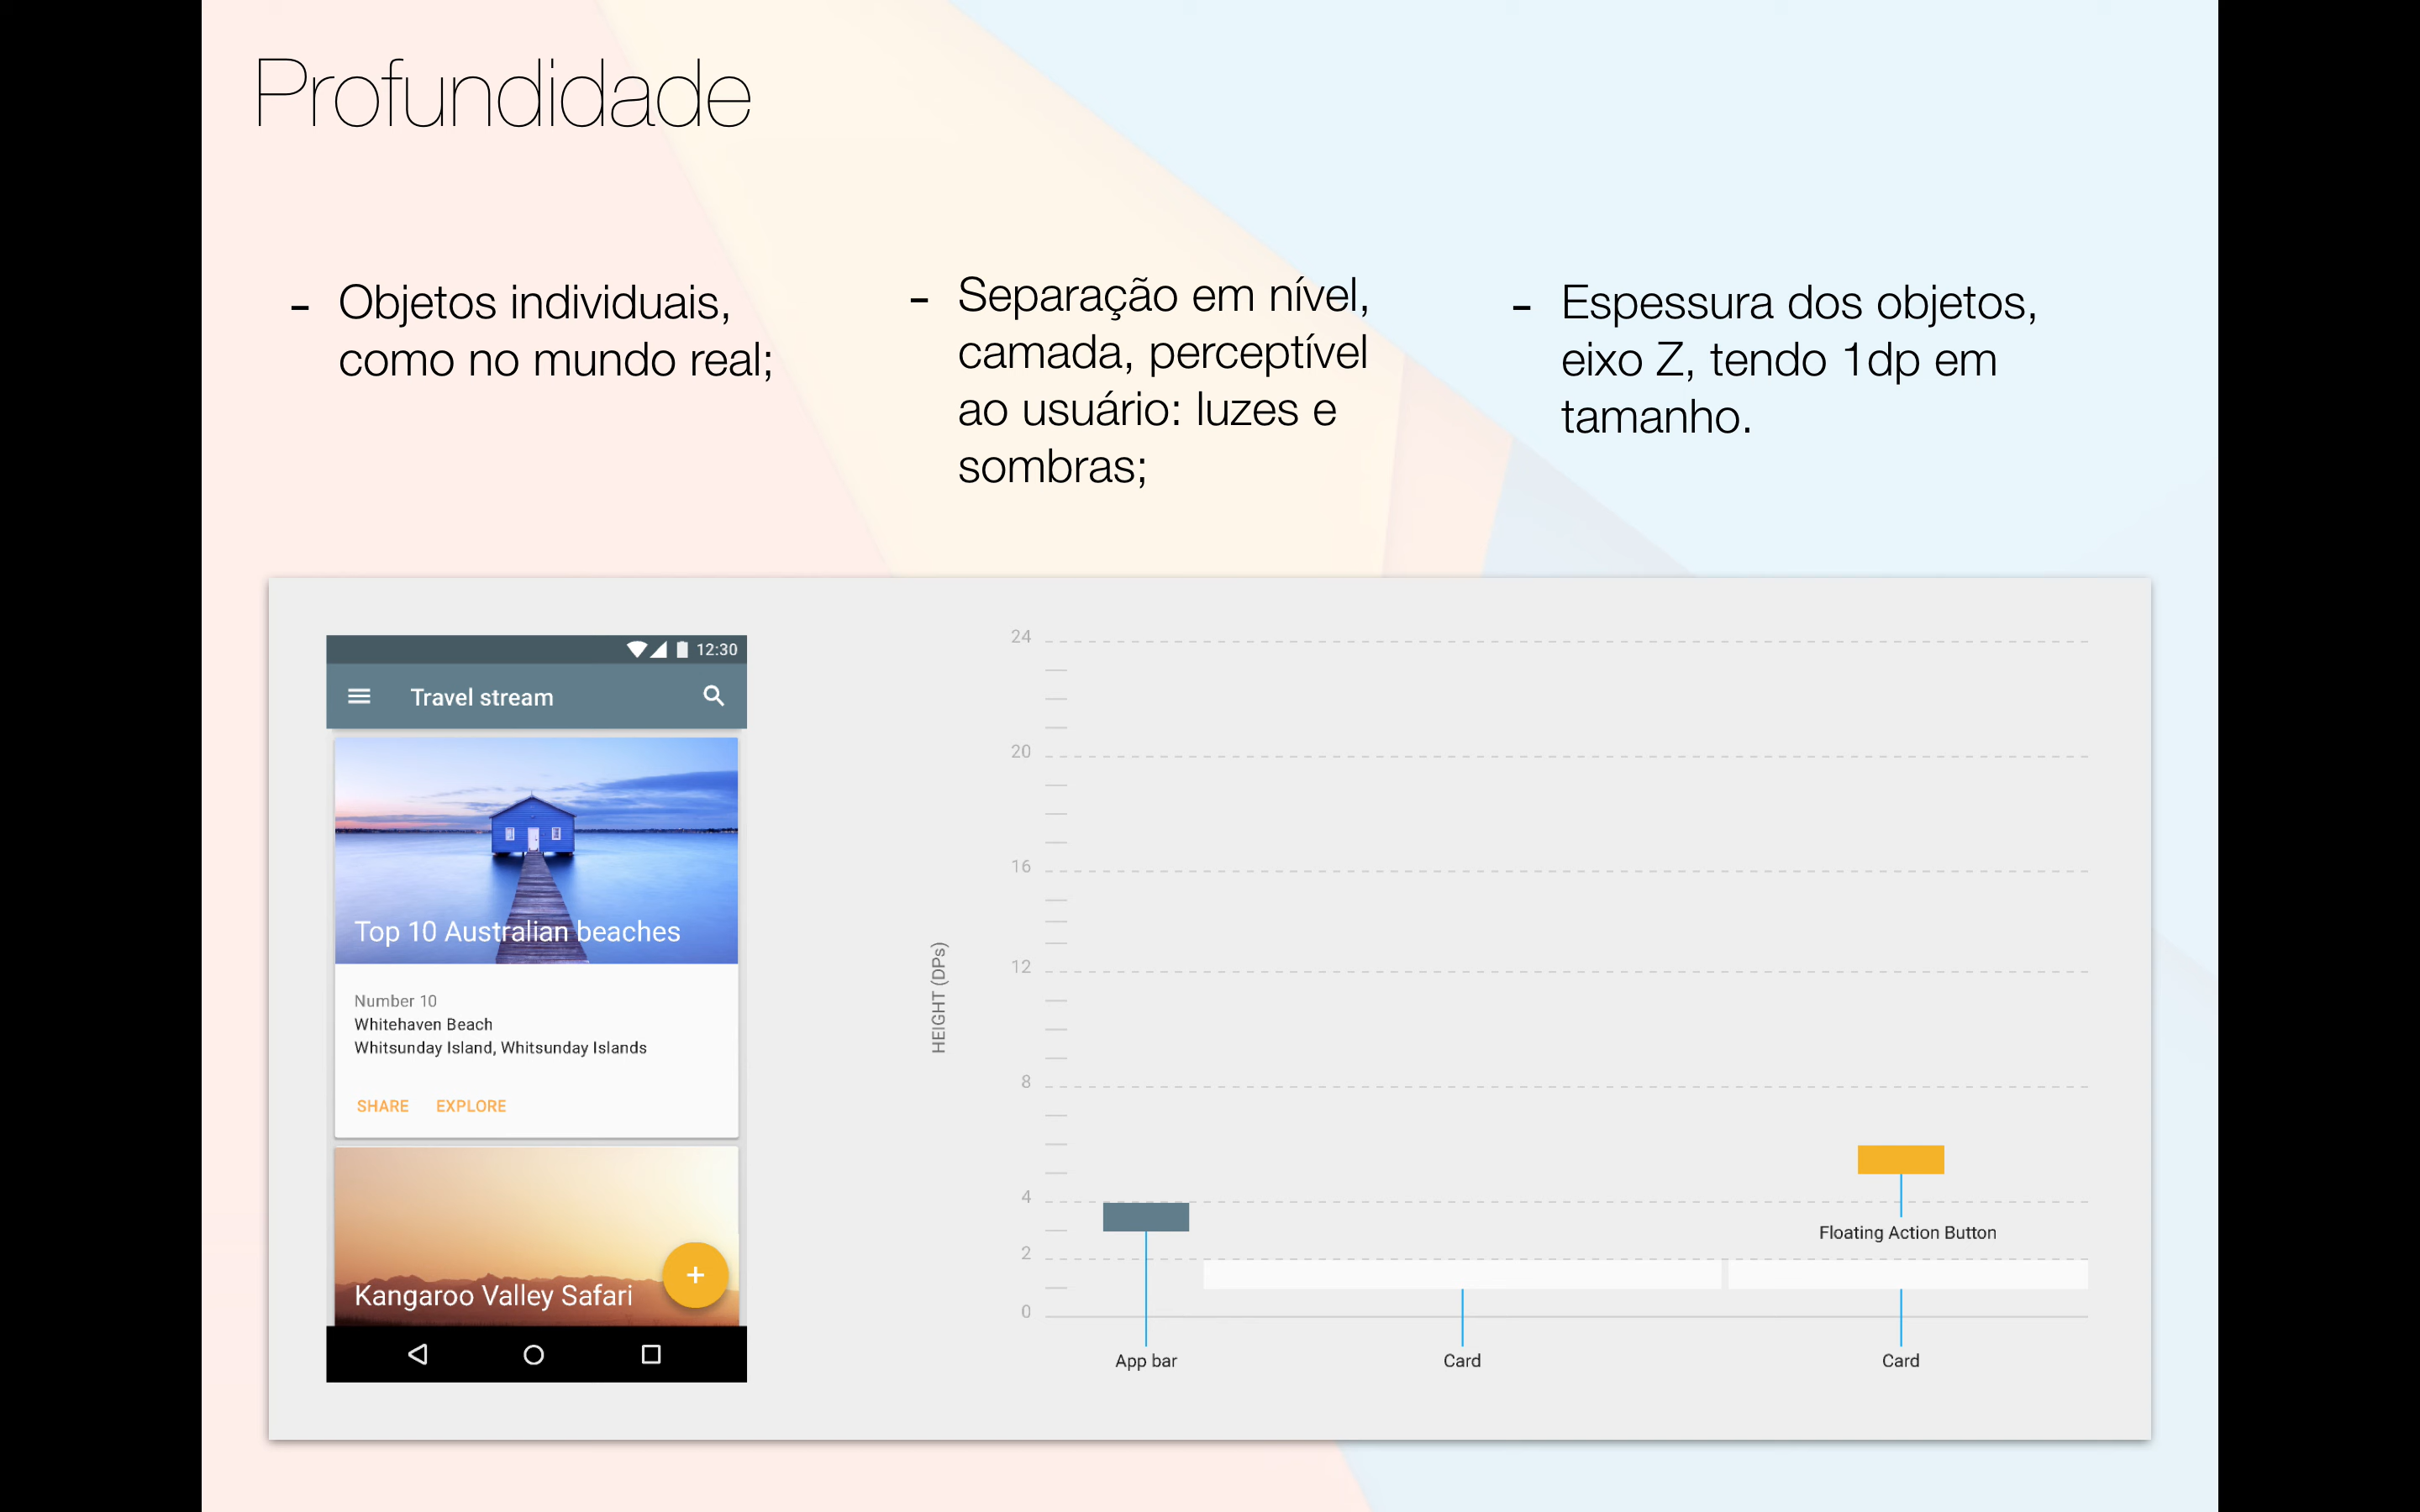 Profundidade
- Objetos individuais,
como no mundo real;
- Separação em nível,
camada, perceptível
ao usuário: luzes e
sombras;
- Espessura dos objetos,
eixo Z, tendo 1dp em
tamanho.
12:30
Travel stream
Top 10 Australian beaches
Number 10
Whitehaven Beach
Whitsunday Island, Whitsunday Islands
SHARE EXPLORE
Kangaroo Valley Safari
+
HEIGHT (DPs)
24
20
16
12
8
4
2
0
Floating Action Button
App bar
Card
Card